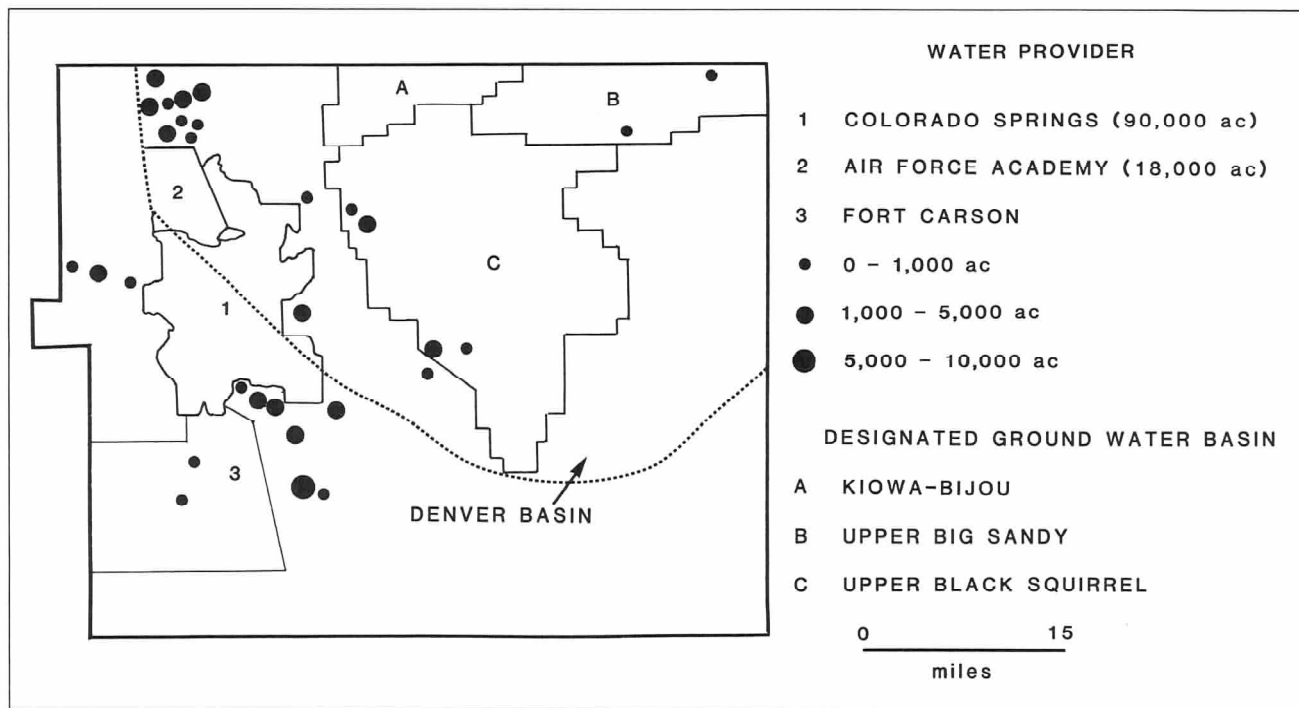 A
B
2
C
1
3
DENVER BASIN
WATER PROVIDER
1 COLORADO SPRINGS (90,000 ac)
2 AIR FORCE ACADEMY (18,000 ac)
3 FORT CARSON
0 – 1,000 ac
1,000 – 5,000 ac
5,000 – 10,000 ac
DESIGNATED GROUND WATER BASIN
A KIOWA-BIJOU
B UPPER BIG SANDY
C UPPER BLACK SQUIRREL
0 15
miles